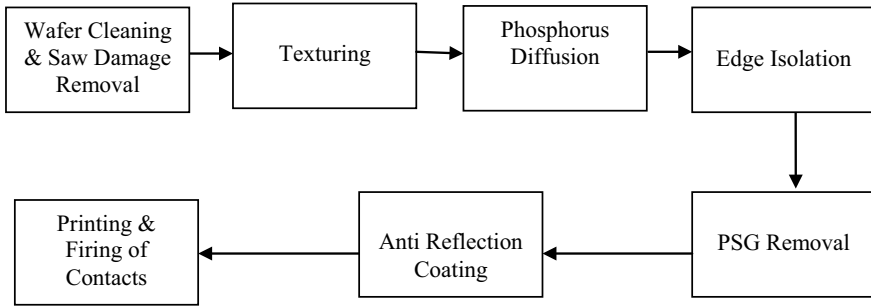 Wafer Cleaning
& Saw Damage
Removal
Texturing
Phosphorus
Diffusion
Edge Isolation
PSG Removal
Anti Reflection
Coating
Printing &
Firing of
Contacts